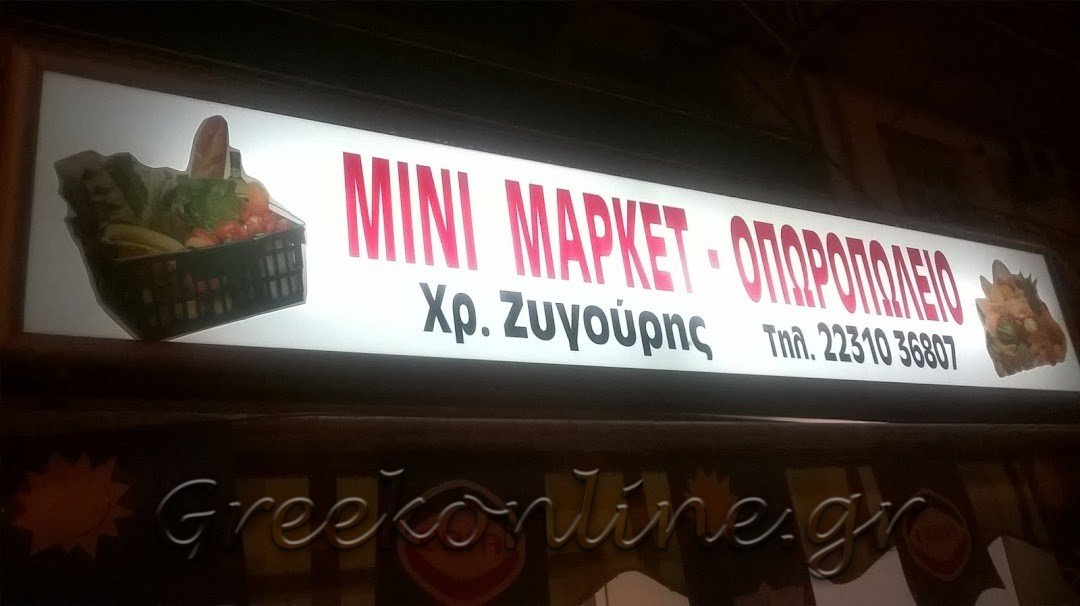 ΜΙΝΙ ΜΑΡΚΕΤ - ΟΠΩΡΟΠΩΛΕΙΟ
Χρ. Ζυγούρης Τηλ. 22310 36807
Greekonline.gr